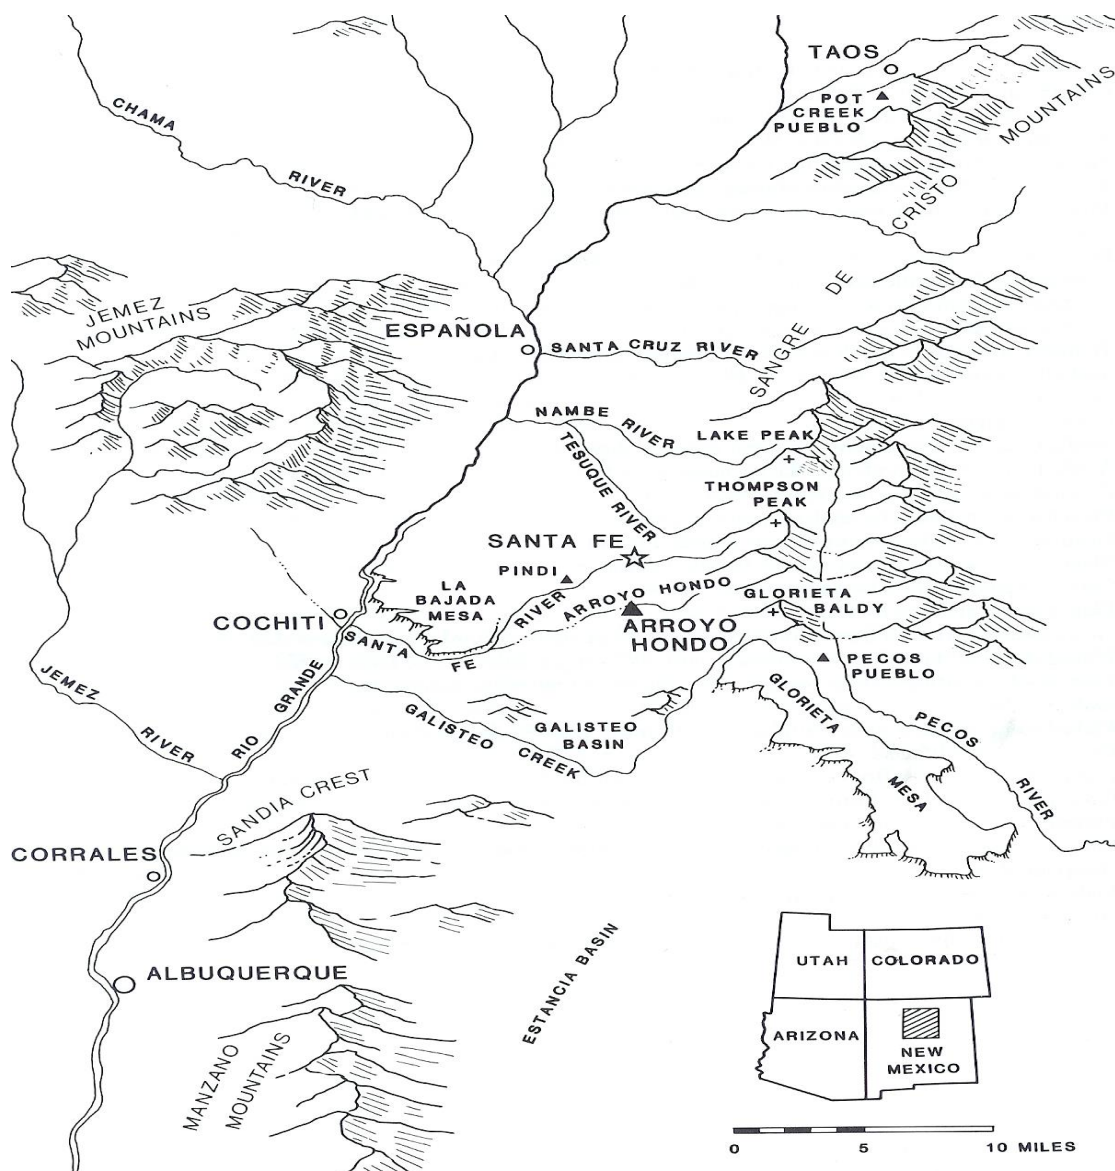 TAOS
POT
CREEK
PUEBLO
MOUNTAINS
CHAMA
RIVER
CRISTO
DE
SANGRE
JEMEZ
MOUNTAINS
ESPAÑOLA
SANTA CRUZ RIVER
NAMBE
RIVER
LAKE PEAK
TESUQUE RIVER
THOMPSON
PEAK
SANTA FE
PINDI
LA
BAJADA
MESA
RIVER
ARROYO HONDO
GLORIETA
BALDY
COCHITI
ARROYO
HONDO
SANTA
FE
PECOS
PUEBLO
JEMEZ
RIVER
RIO GRANDE
GALISTEO
CREEK
GALISTEO
BASIN
GLORIETA
MESA
PECOS
RIVER
SANDIA CREST
CORRALES
ALBUQUERQUE
ESTANCIA BASIN
MANZANO
MOUNTAINS
UTAH
COLORADO
ARIZONA
NEW
MEXICO
0 5 10 MILES